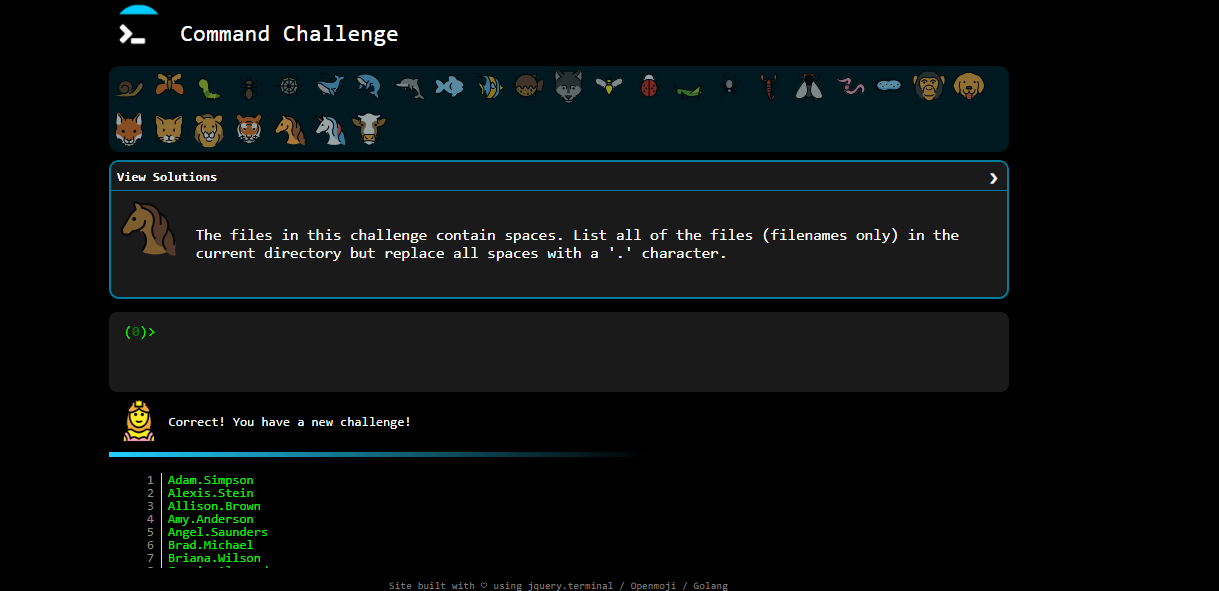 Command Challenge
View Solutions
The files in this challenge contain spaces. List all of the files (filenames only) in the
current directory but replace all spaces with a '.' character.
(0)>
Correct! You have a new challenge!
1 Adam.Simpson
2 Alexis.Stein
3 Allison.Brown
4 Amy.Anderson
5 Angel.Saunders
6 Brad.Michael
7 Briana.Wilson
Site built with ♡ using jquery.terminal / Openmoji / Golang